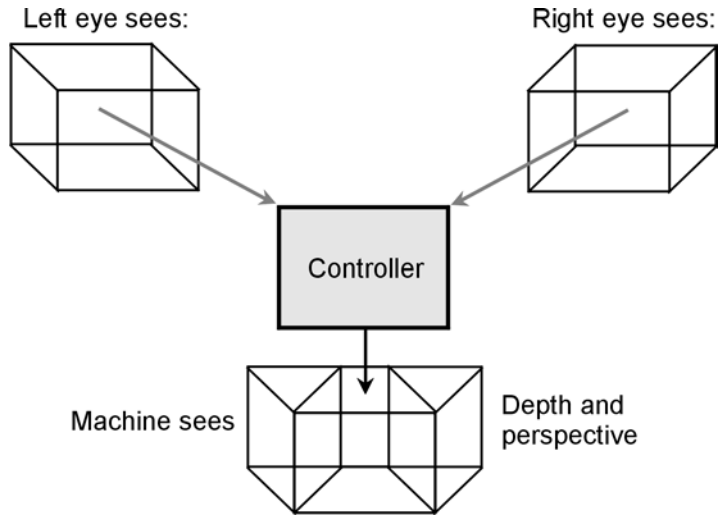 Left eye sees:
Right eye sees:
Controller
Machine sees
Depth and
perspective